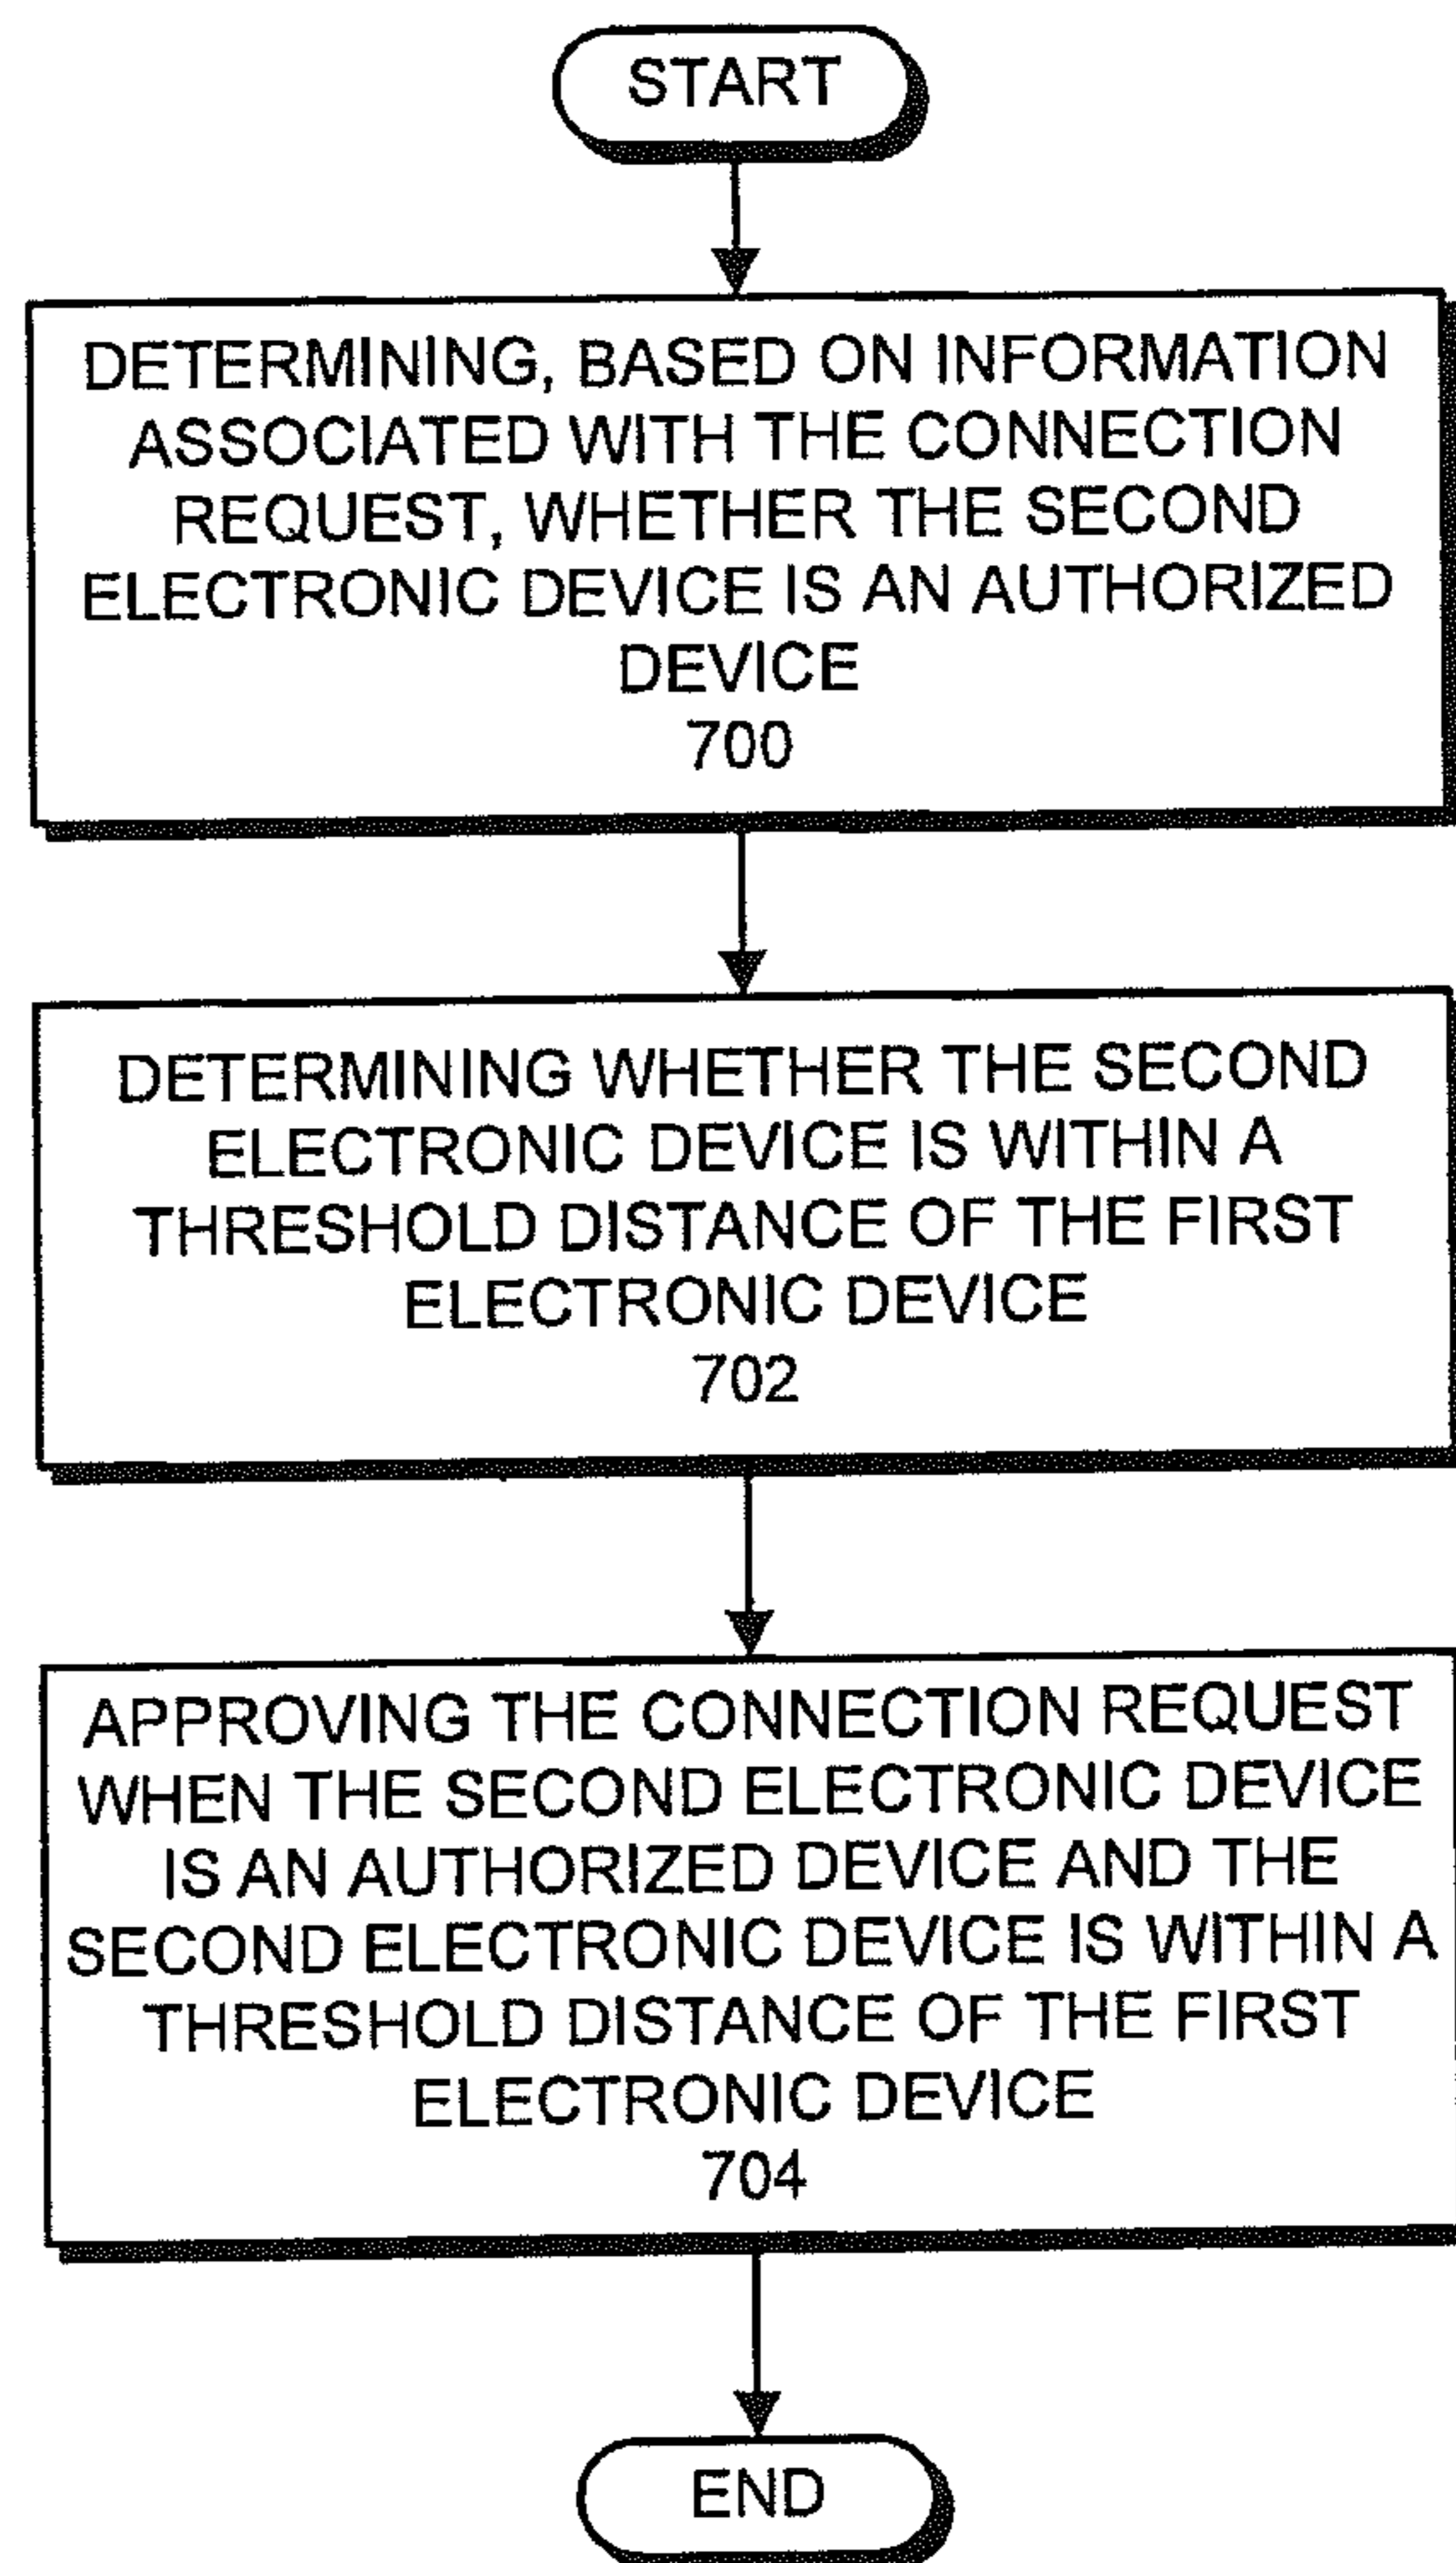 START
DETERMINING, BASED ON INFORMATION
ASSOCIATED WITH THE CONNECTION
REQUEST, WHETHER THE SECOND
ELECTRONIC DEVICE IS AN AUTHORIZED
DEVICE
700
DETERMINING WHETHER THE SECOND
ELECTRONIC DEVICE IS WITHIN A
THRESHOLD DISTANCE OF THE FIRST
ELECTRONIC DEVICE
702
APPROVING THE CONNECTION REQUEST
WHEN THE SECOND ELECTRONIC DEVICE
IS AN AUTHORIZED DEVICE AND THE
SECOND ELECTRONIC DEVICE IS WITHIN A
THRESHOLD DISTANCE OF THE FIRST
ELECTRONIC DEVICE
704
END